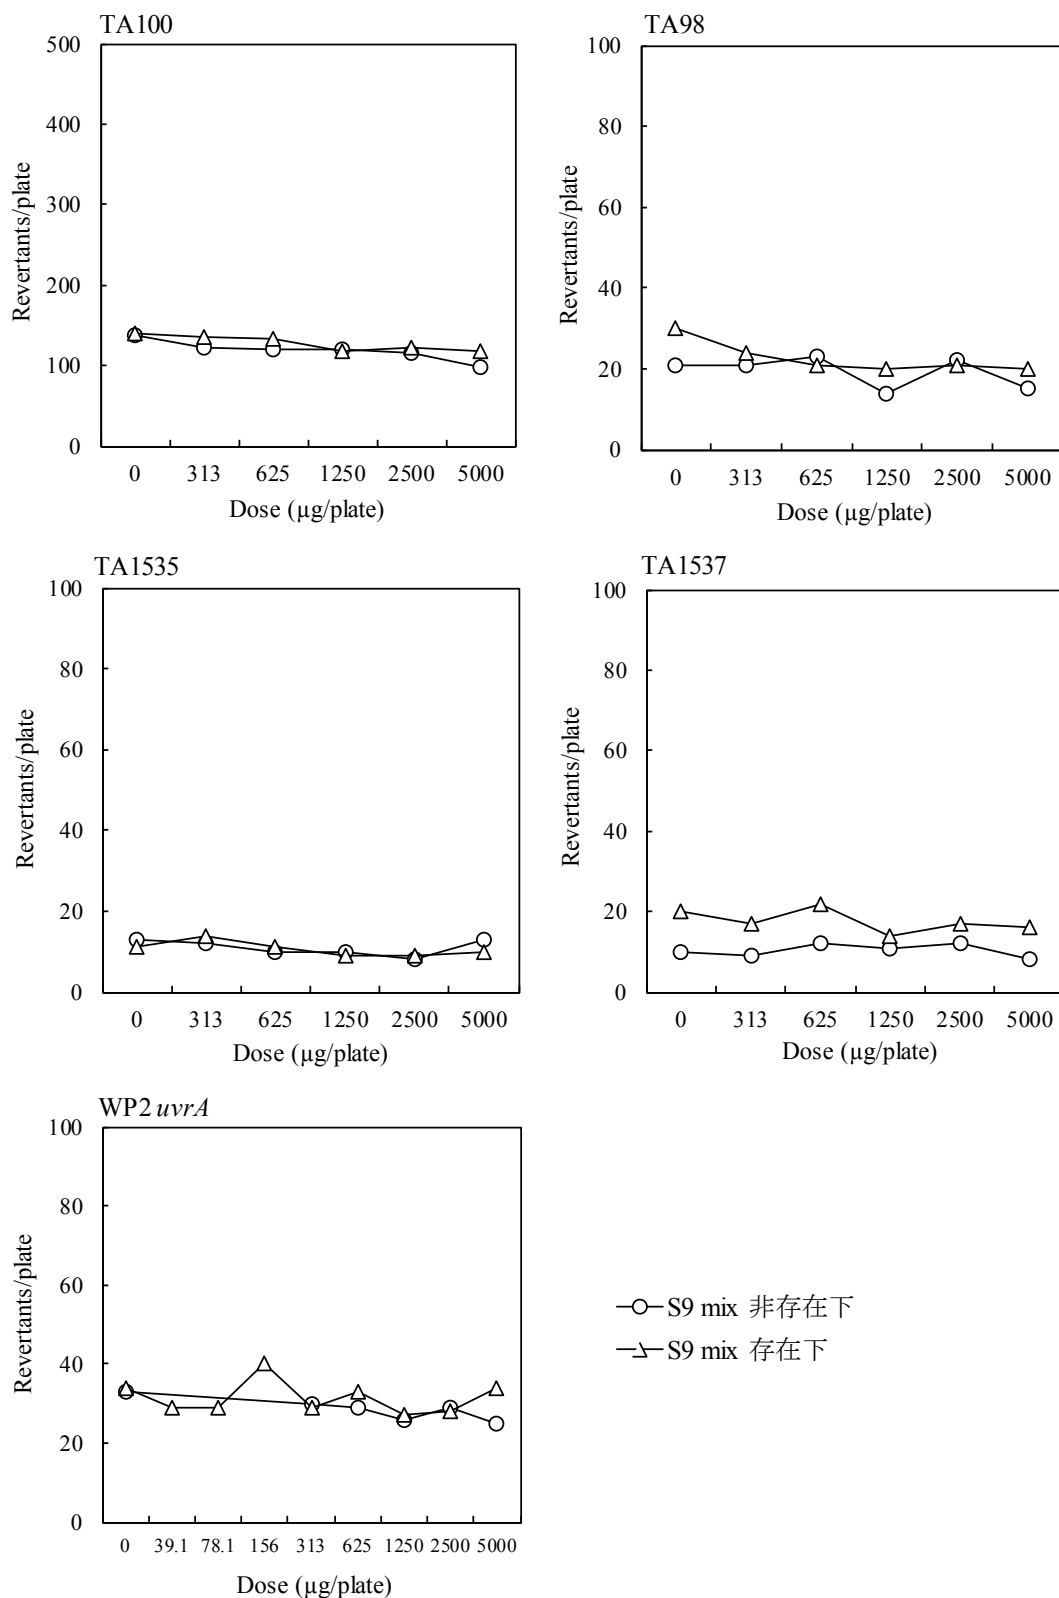 TA100
500
400
300
200
100
0
Revertants/plate
0 313 625 1250 2500 5000
Dose (µg/plate)
TA98
100
80
60
40
20
0
Revertants/plate
0 313 625 1250 2500 5000
Dose (µg/plate)
TA1535
100
80
60
40
20
0
Revertants/plate
0 313 625 1250 2500 5000
Dose (µg/plate)
TA1537
100
80
60
40
20
0
Revertants/plate
0 313 625 1250 2500 5000
Dose (µg/plate)
WP2 uvrA
100
80
60
40
20
0
Revertants/plate
0 39.1 78.1 156 313 625 1250 2500 5000
Dose (µg/plate)
S9 mix 非存在下
S9 mix 存在下